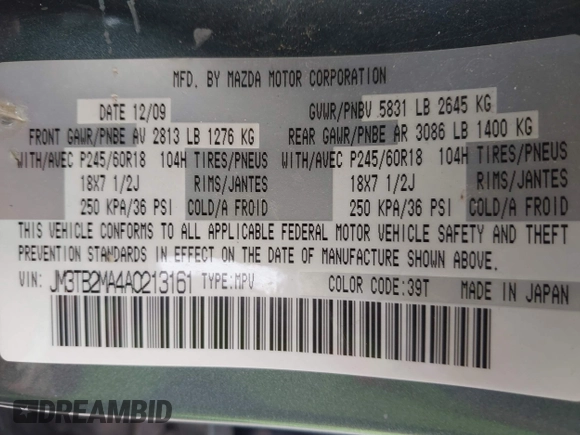 MFD. BY MAZDA MOTOR CORPORATION
DATE 12/09
GVWR/PNBV 5831 LB 2645 KG
FRONT GAWR/PNBE AV 2813 LB 1276 KG
REAR GAWR/PNBE AR 3086 LB 1400 KG
WITH/AVEC P245/60R18 104H TIRES/PNEUS
WITH/AVEC P245/60R18 104H TIRES/PNEUS
18X7 1/2J RIMS/JANTES
18X7 1/2J RIMS/JANTES
250 KPA/36 PSI COLD/A FROID
250 KPA/36 PSI COLD/A FROID
THIS VEHICLE CONFORMS TO ALL APPLICABLE FEDERAL MOTOR VEHICLE SAFETY AND THEFT
PREVENTION STANDARDS IN EFFECT ON THE DATE OF MANUFACTURE SHOWN ABOVE.
VIN: JM3TB2MA4A0213161 TYPE:MPV COLOR CODE:39T MADE IN JAPAN
DREAMBID